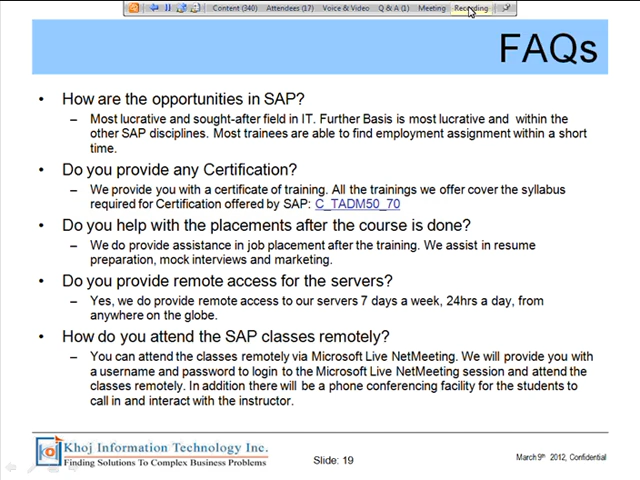 Content (340) Attendees (17) Voice & Video Q & A (1) Meeting Recording
FAQs
• How are the opportunities in SAP?
– Most lucrative and sought-after field in IT. Further Basis is most lucrative and within the
other SAP disciplines. Most trainees are able to find employment assignment within a short
time.
• Do you provide any Certification?
– We provide you with a certificate of training. All the trainings we offer cover the syllabus
required for Certification offered by SAP: C_TADM50_70
• Do you help with the placements after the course is done?
– We do provide assistance in job placement after the training. We assist in resume
preparation, mock interviews and marketing.
• Do you provide remote access for the servers?
– Yes, we do provide remote access to our servers 7 days a week, 24hrs a day, from
anywhere on the globe.
• How do you attend the SAP classes remotely?
– You can attend the classes remotely via Microsoft Live NetMeeting. We will provide you with
a username and password to login to the Microsoft Live NetMeeting session and attend the
classes remotely. In addition there will be a phone conferencing facility for the students to
call in and interact with the instructor.
Khoj Information Technology Inc.
Finding Solutions To Complex Business Problems
Slide: 19
March 9th 2012, Confidential